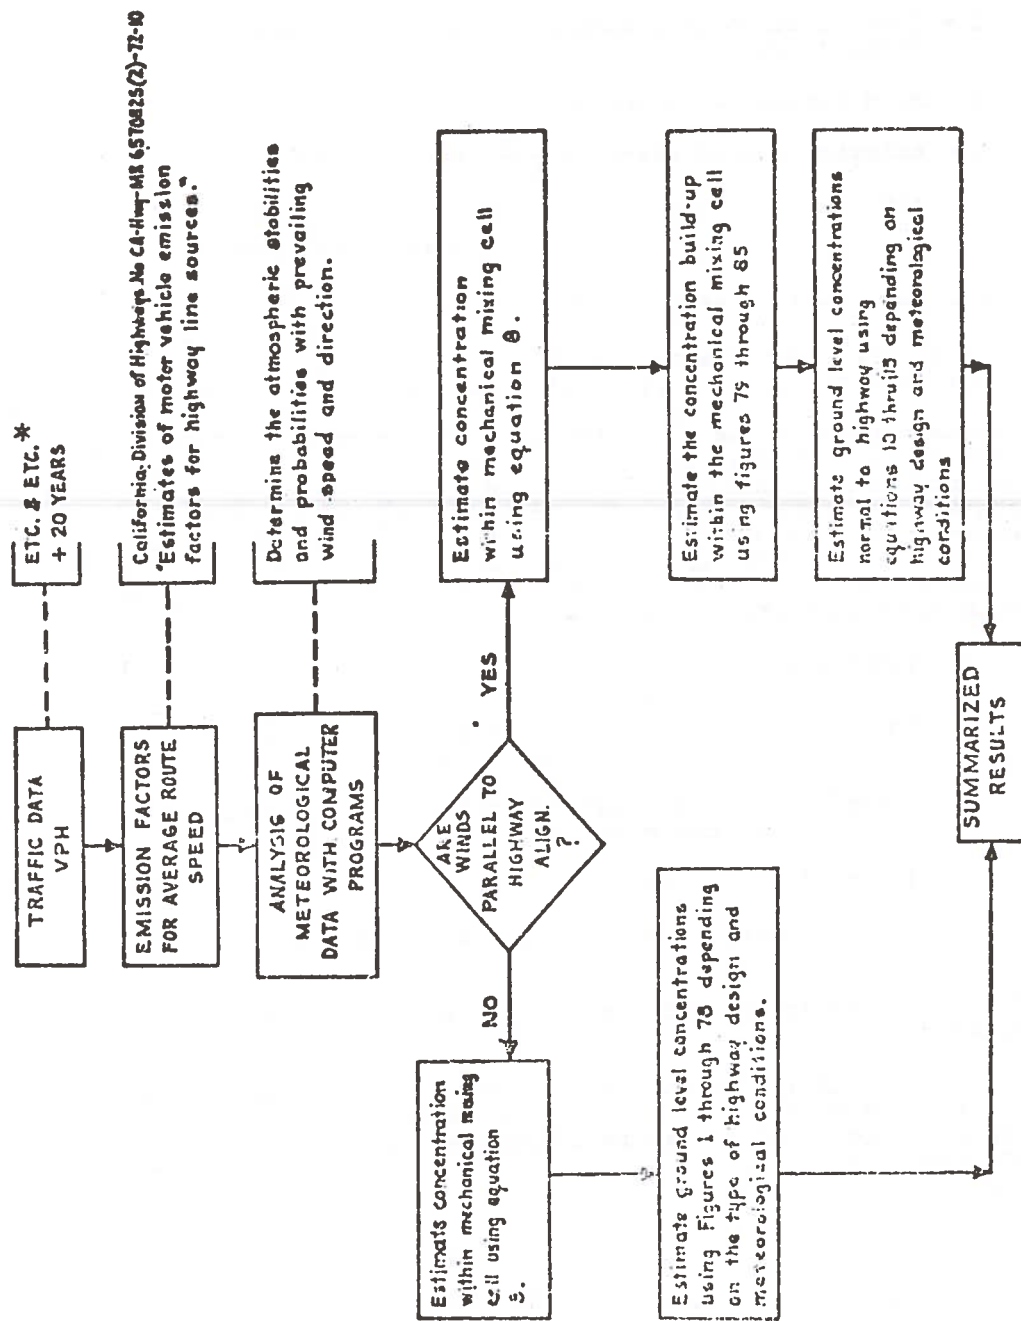 TRAFFIC DATA
VPH
ETC. & ETC.*
+ 20 YEARS
EMISSION FACTORS
FOR AVERAGE ROUTE
SPEED
California Division of Highways No CA-Hwy-MR 6570825(2)-72-10
"Estimates of motor vehicle emission
factors for highway line sources."
ANALYSIS OF
METEOROLOGICAL
DATA WITH COMPUTER
PROGRAMS
Determine the atmospheric stabilities
and probabilities with prevailing
wind speed and direction.
ARE
WINDS
PARALLEL TO
HIGHWAY
ALIGN.
?
NO
YES
Estimate concentration
within mechanical mixing
cell using equation
5.
Estimate ground level concentrations
using Figures 1 through 78 depending
on the type of highway design and
meteorological conditions.
Estimate concentration
within mechanical mixing cell
using equation 8.
Estimate the concentration build-up
within the mechanical mixing cell
using figures 79 through 85
Estimate ground level concentrations
normal to highway using
equations 10 thru 15 depending on
highway design and meteorological
conditions
SUMMARIZED
RESULTS